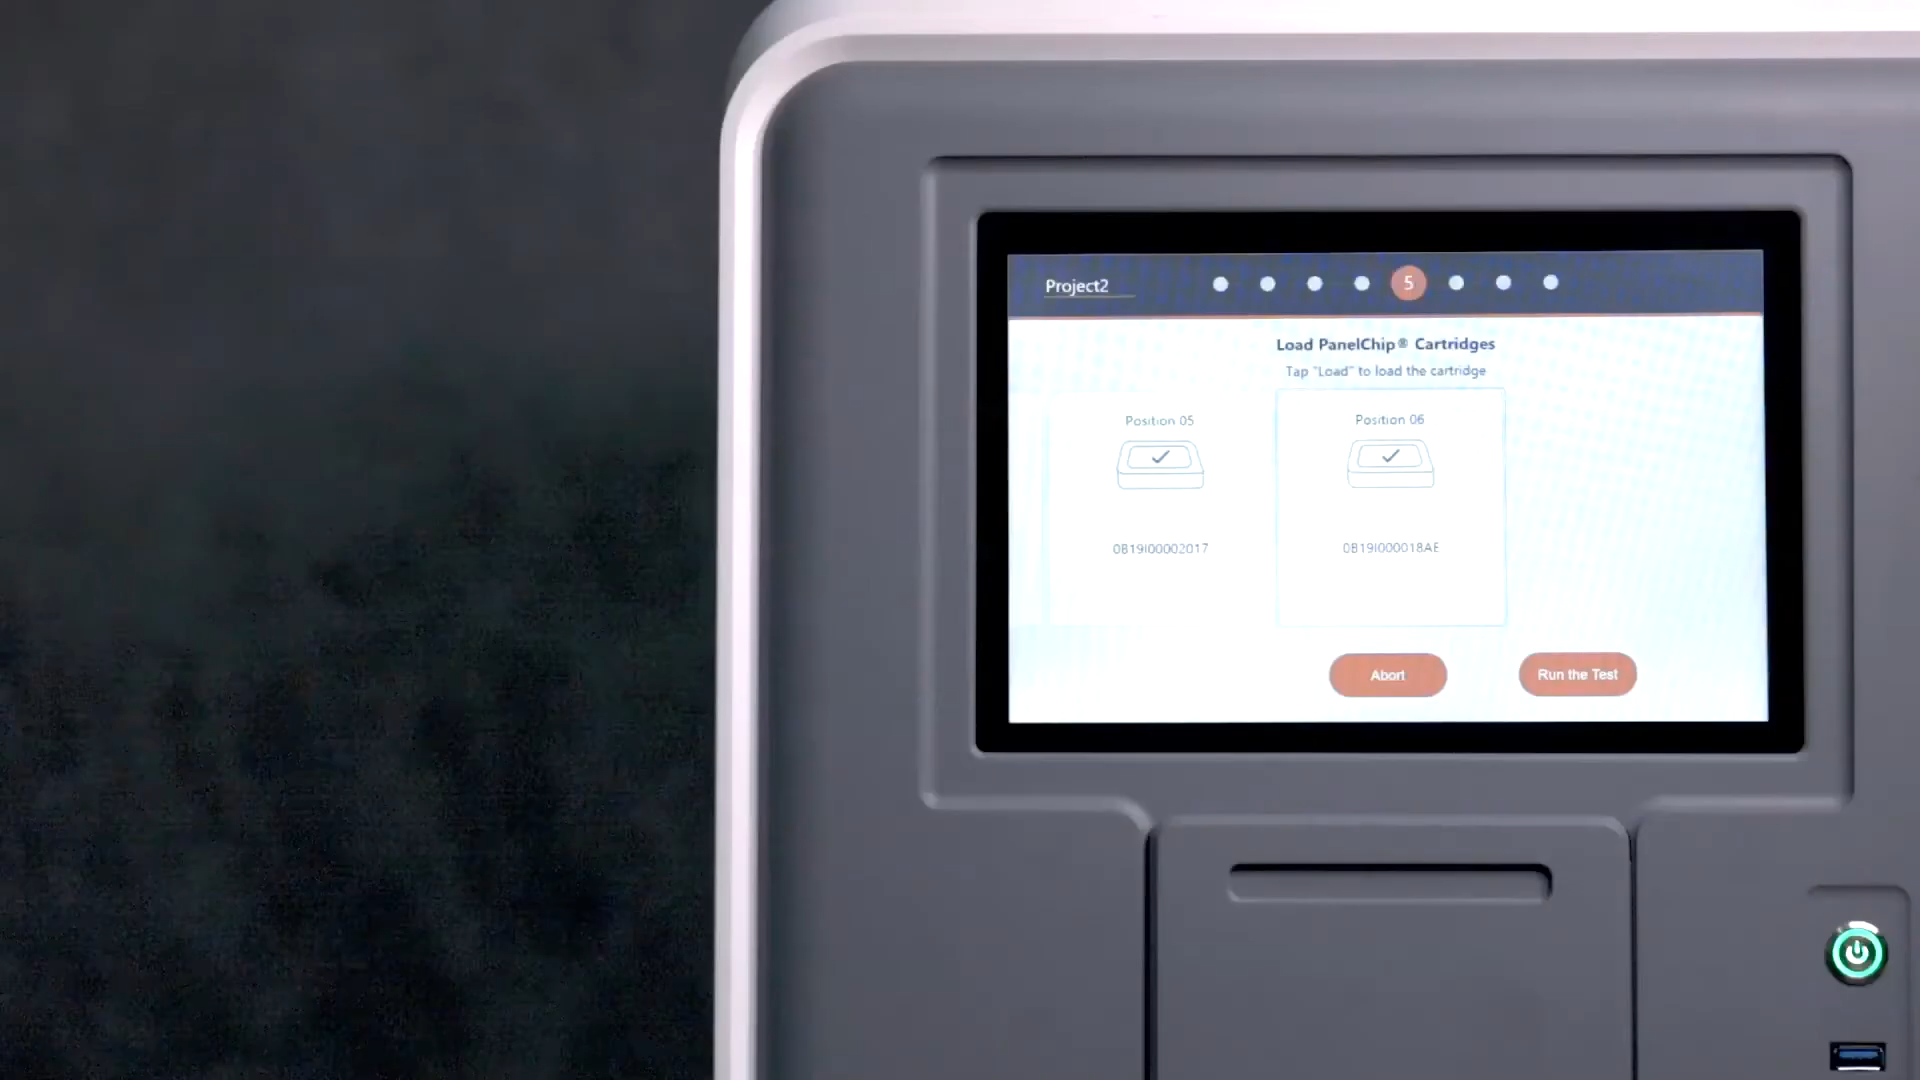 Project2
5
Load PanelChip® Cartridges
Tap "Load" to load the cartridge
Position 05
Position 06
0B19I00002017
0B19I000018AE
Abort
Run the Test